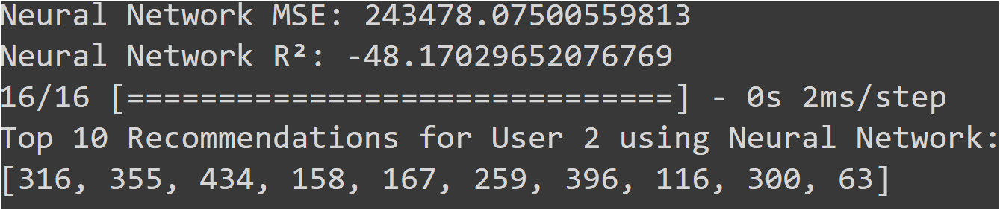 Neural Network MSE: 243478.07500559813
Neural Network R²: -48.17029652076769
16/16 [==============================] - 0s 2ms/step
Top 10 Recommendations for User 2 using Neural Network:
[316, 355, 434, 158, 167, 259, 396, 116, 300, 63]